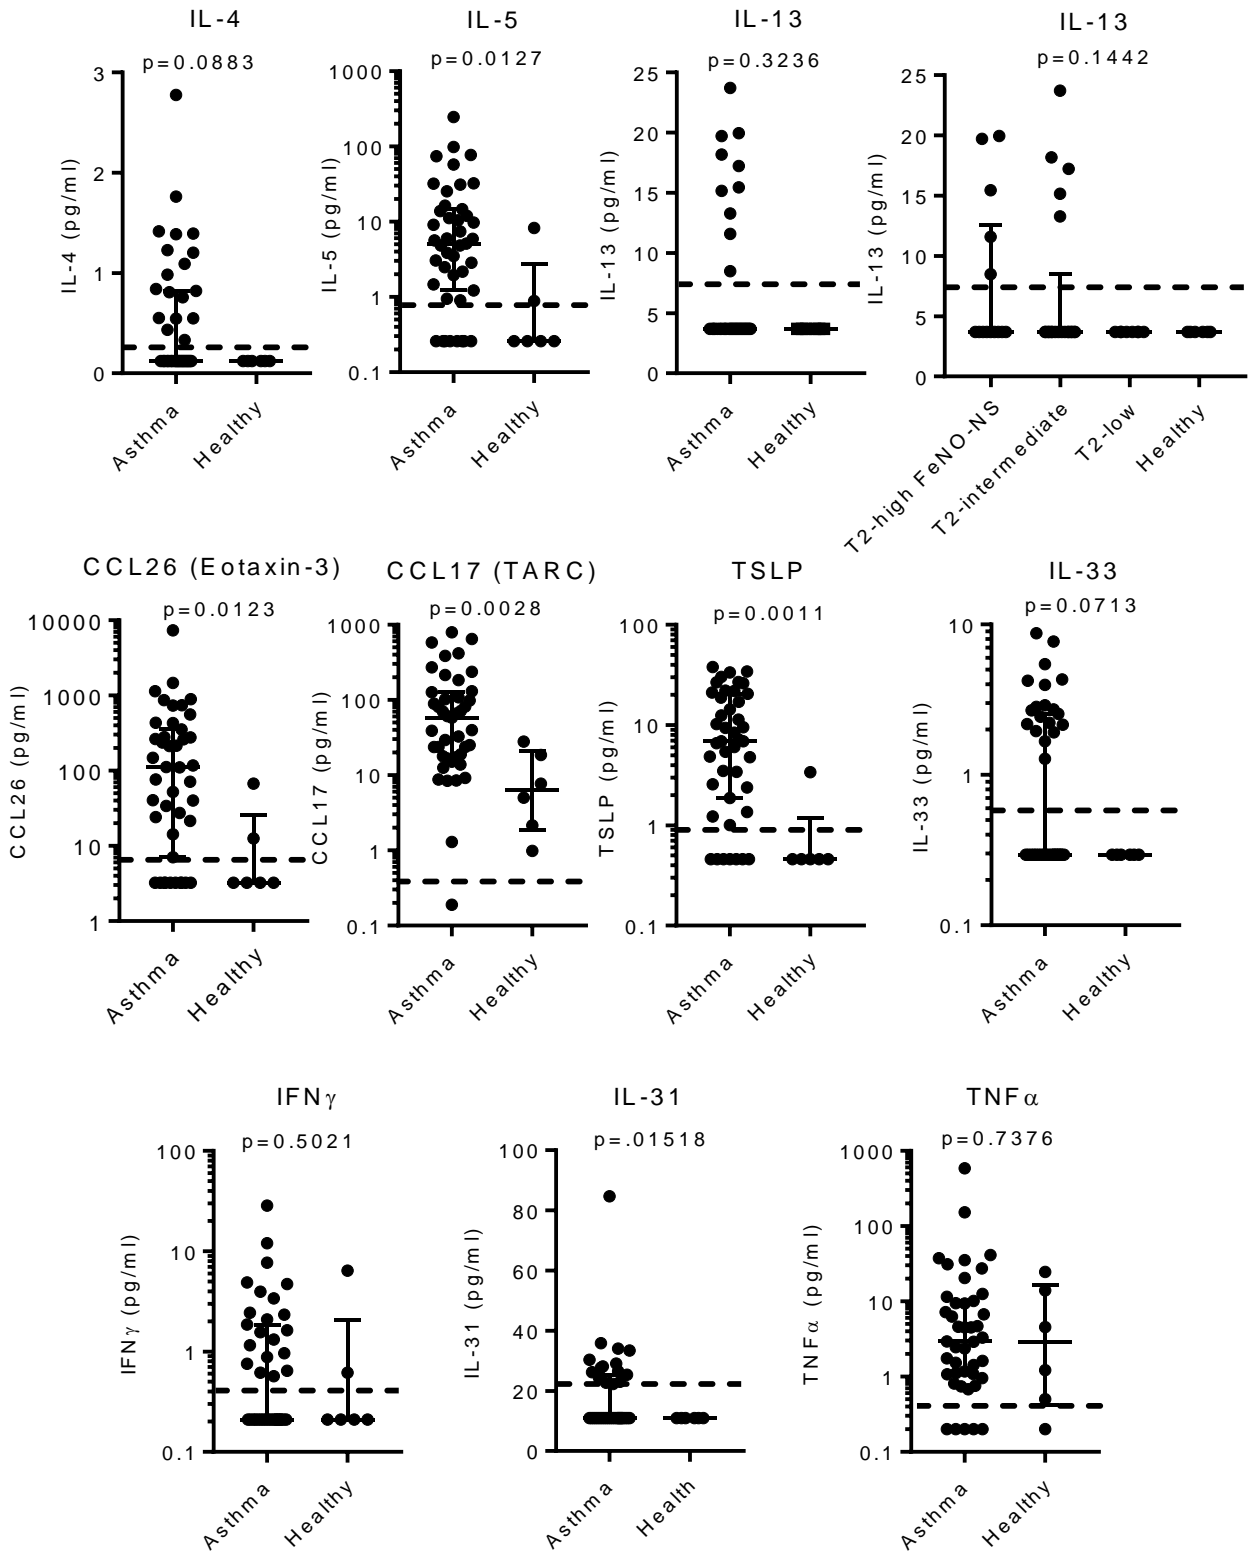 IL-4
p=0.0883
IL-4 (pg/ml)
3
2
1
0
Asthma
Healthy
IL-5
p=0.0127
IL-5 (pg/ml)
1000
100
10
1
0.1
Asthma
Healthy
IL-13
p=0.3236
IL-13 (pg/ml)
25
20
15
10
5
0
Asthma
Healthy
IL-13
p=0.1442
IL-13 (pg/ml)
25
20
15
10
5
0
T2-high FeNO-NS
T2-intermediate
T2-low
Healthy
CCL26 (Eotaxin-3)
p=0.0123
CCL26 (pg/ml)
10000
1000
100
10
1
Asthma
Healthy
CCL17 (TARC)
p=0.0028
CCL17 (pg/ml)
1000
100
10
1
0.1
Asthma
Healthy
TSLP
p=0.0011
TSLP (pg/ml)
100
10
1
0.1
Asthma
Healthy
IL-33
p=0.0713
IL-33 (pg/ml)
10
1
0.1
Asthma
Healthy
IFNγ
p=0.5021
IFNγ (pg/ml)
100
10
1
0.1
Asthma
Healthy
IL-31
p=.01518
IL-31 (pg/ml)
100
80
60
40
20
0
Asthma
Health
TNFα
p=0.7376
TNFα (pg/ml)
1000
100
10
1
0.1
Asthma
Healthy